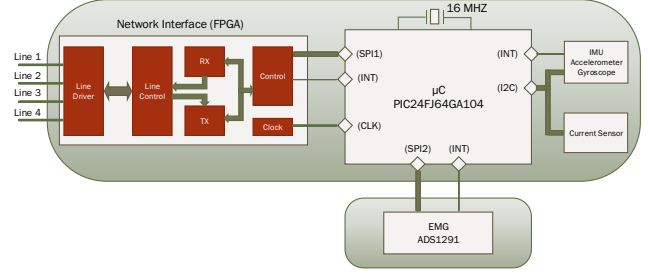 16 MHZ
Network Interface (FPGA)
Line 1
Line 2
Line 3
Line 4
Line
Driver
Line
Control
RX
TX
Control
Clock
(SPI1)
(INT)
(CLK)
µC
PIC24FJ64GA104
(INT)
(I2C)
(SPI2)
(INT)
IMU
Accelerometer
Gyroscope
Current Sensor
EMG
ADS1291